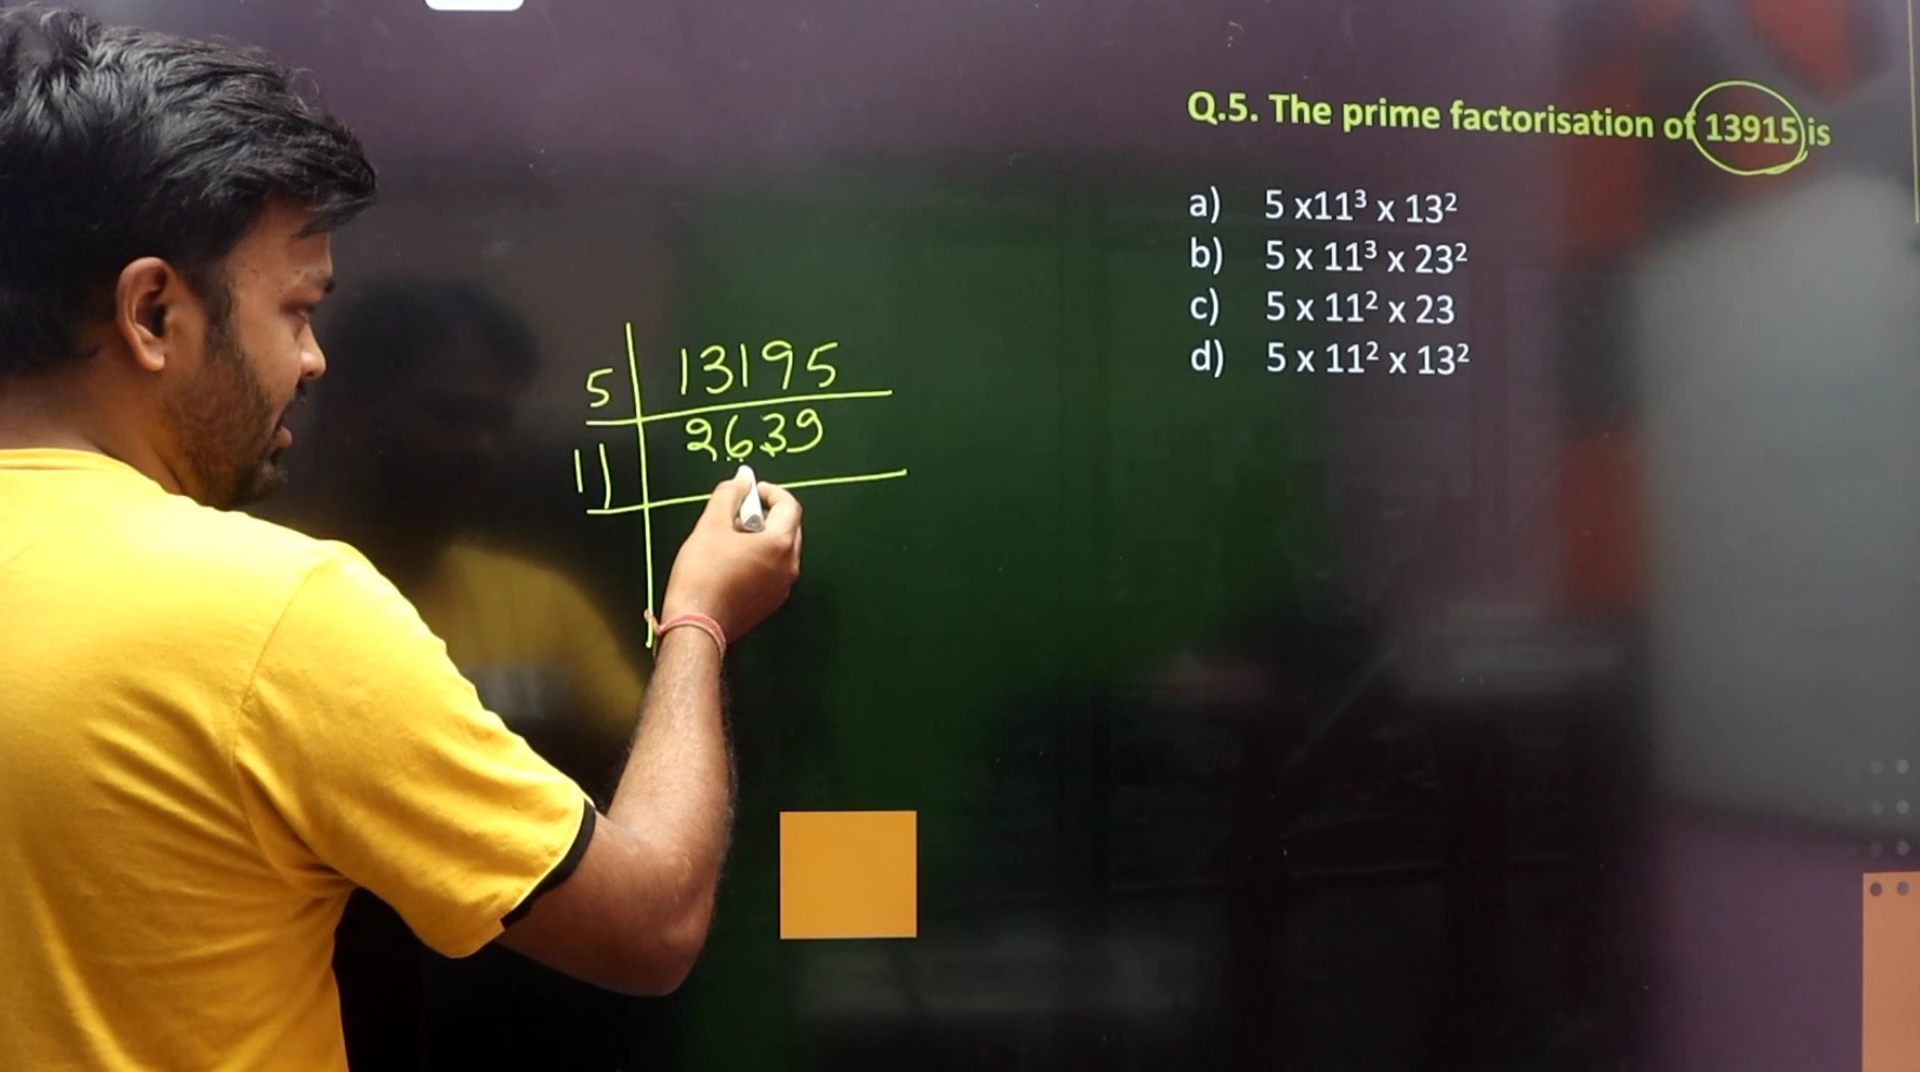 Q.5. The prime factorisation of 13915 is
a) 5 x11³ x 13²
b) 5 x 11³ x 23²
c) 5 x 11² x 23
d) 5 x 11² x 13²
5 13195
11 2639